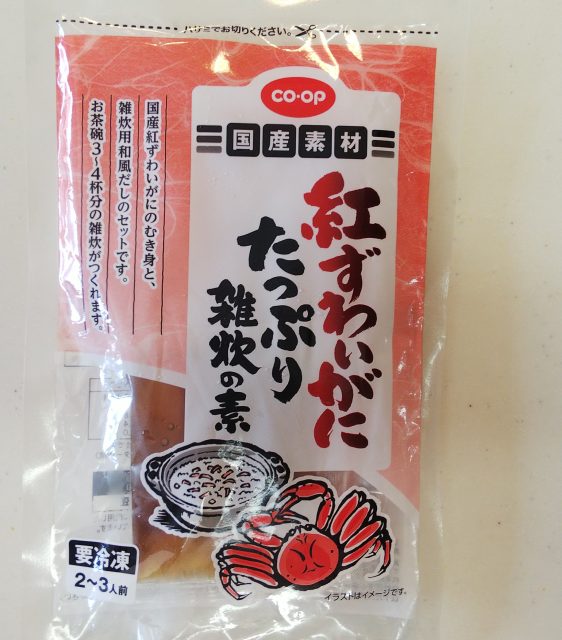 ハサミでお切りください。
CO·OP
国産素材
紅ずわいがに
たっぷり
雑炊の素
国産紅ずわいがにのむき身と、
雑炊用和風だしのセットです。
お茶碗3〜4杯分の雑炊がつくれます。
要冷凍
2〜3人前
イラストはイメージです。